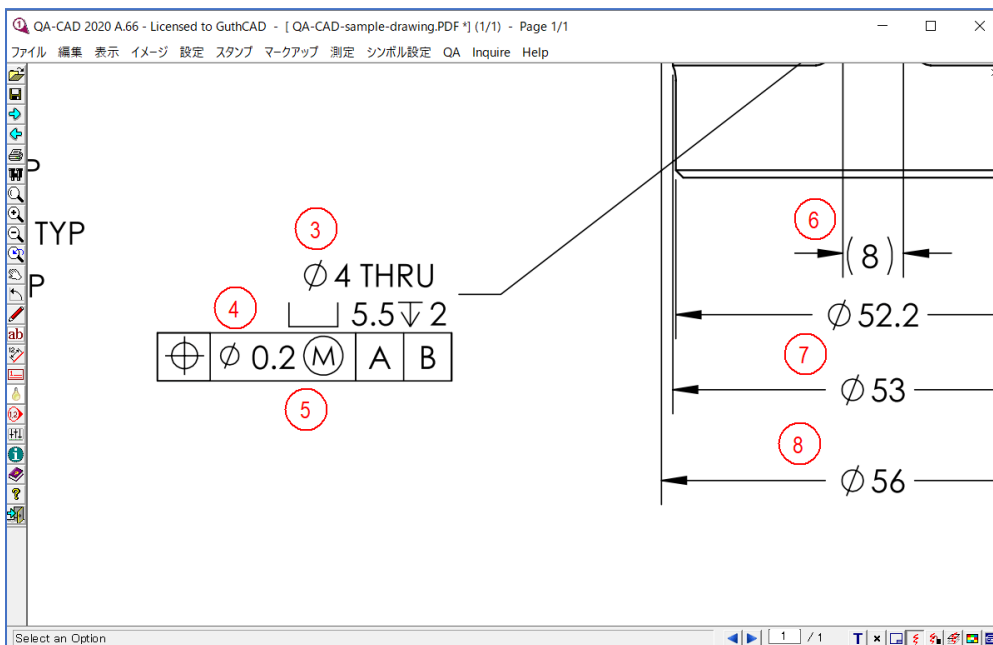 QA-CAD 2020 A.66 - Licensed to GuthCAD - [ QA-CAD-sample-drawing.PDF *] (1/1) - Page 1/1
ファイル 編集 表示 イメージ 設定 スタンプ マークアップ 測定 シンボル設定 QA Inquire Help
P
TYP
P
3
⌀ 4 THRU
4
⌴ 5.5 ↧ 2
⌖ ⌀ 0.2 Ⓜ A B
5
6
(8)
⌀ 52.2
7
⌀ 53
8
⌀ 56
ab
Select an Option
1 / 1
T